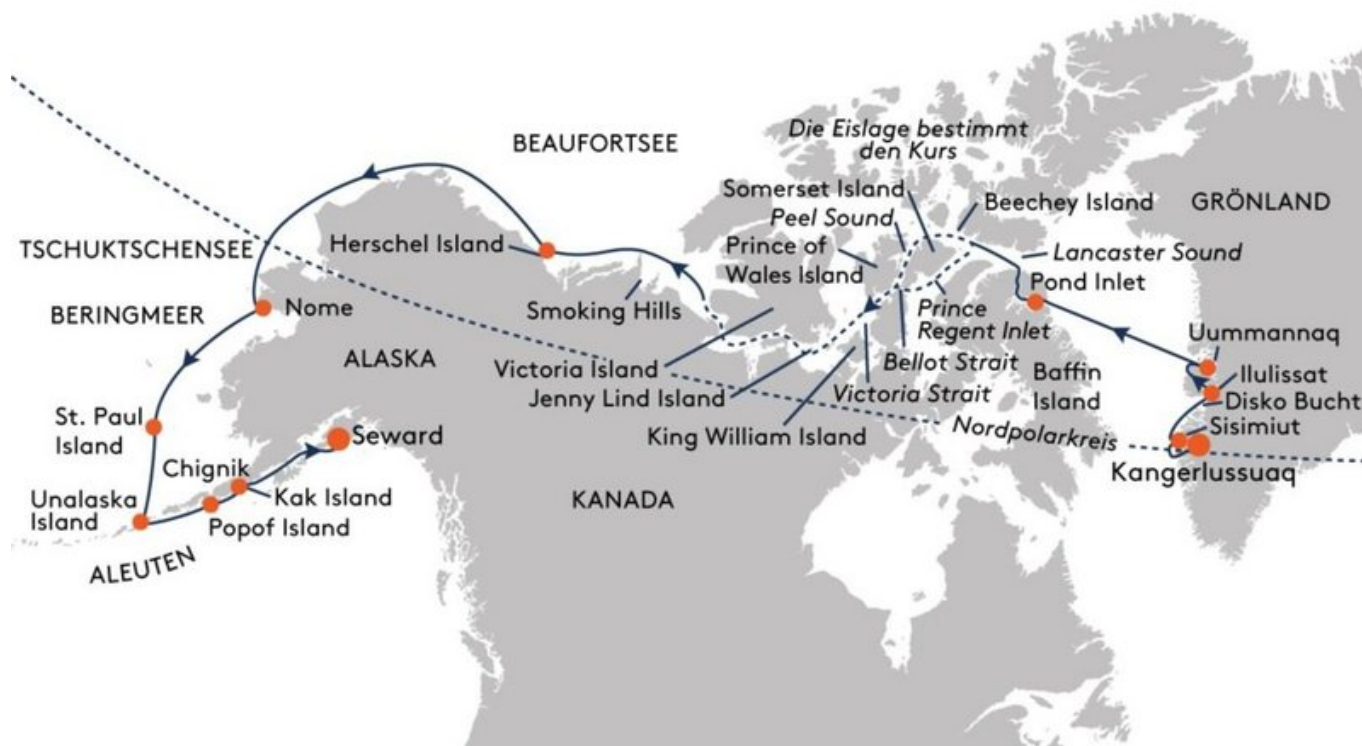 BEAUFORTSEE
Die Eislage bestimmt
den Kurs
Somerset Island
Peel Sound
Prince of
Wales Island
Beechey Island
GRÖNLAND
TSCHUKTSCHENSEE
Herschel Island
Lancaster Sound
Pond Inlet
BERINGMEER
Nome
Smoking Hills
Prince
Regent Inlet
Uummannaq
ALASKA
Victoria Island
Bellot Strait
Baffin
Island
Ilulissat
Jenny Lind Island
Victoria Strait
Disko Bucht
St. Paul
Island
Seward
King William Island
Nordpolarkreis
Sisimiut
Kangerlussuaq
Chignik
Kak Island
KANADA
Unalaska
Island
Popof Island
ALEUTEN